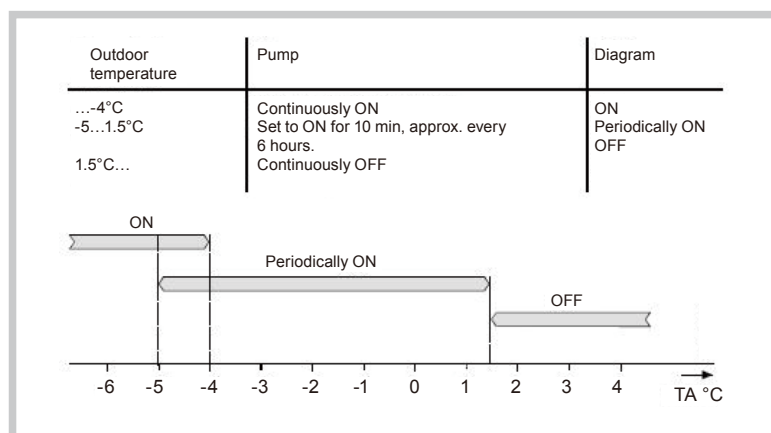 Outdoor temperature
Pump
Diagram
...-4°C
Continuously ON
ON
-5...1.5°C
Set to ON for 10 min, approx. every
Periodically ON
6 hours.
OFF
1.5°C...
Continuously OFF
ON
Periodically ON
OFF
-6 -5 -4 -3 -2 -1 0 1 2 3 4 TA °C